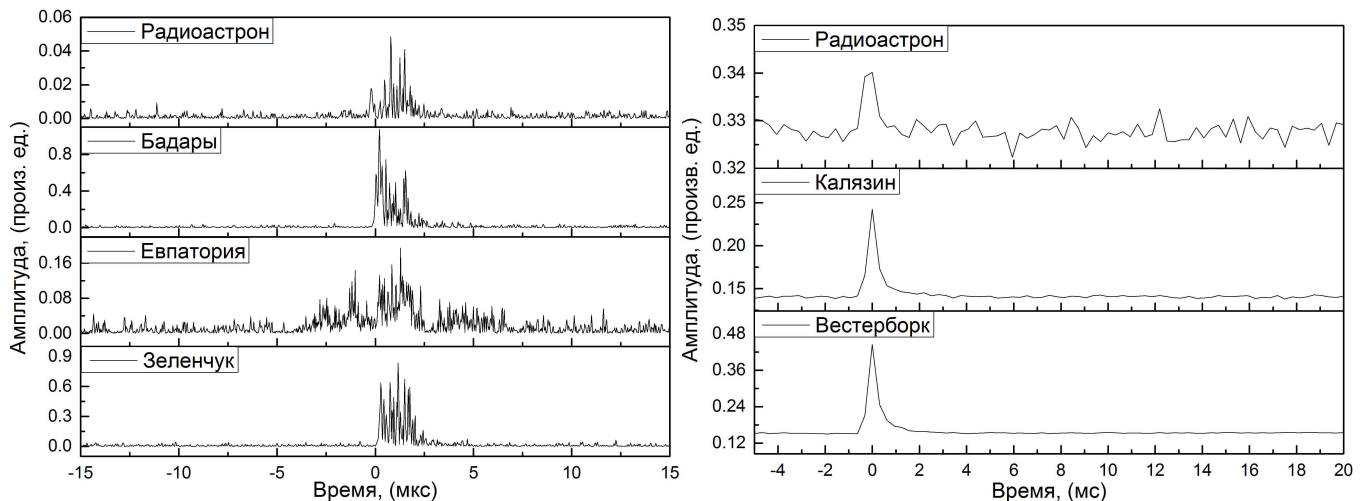 Амплитуда, (произ. ед.)
0.06
Радиоастрон
0.04
0.02
0.00
Бадары
0.8
0.4
0.0
Евпатория
0.16
0.08
0.00
Зеленчук
0.9
0.6
0.3
0.0
-15 -10 -5 0 5 10 15
Время, (мкс)
Амплитуда, (произв. ед.)
0.35
Радиоастрон
0.34
0.33
0.32
Калязин
0.25
0.20
0.15
Вестерборк
0.48
0.36
0.24
0.12
-4 -2 0 2 4 6 8 10 12 14 16 18 20
Время, (мс)